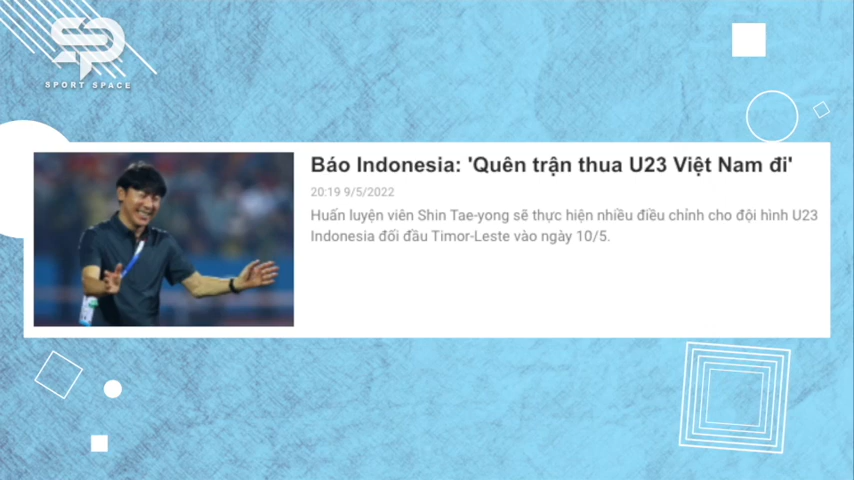 SPORT SPACE
Báo Indonesia: 'Quên trận thua U23 Việt Nam đi'
20:19 9/5/2022
Huấn luyện viên Shin Tae-yong sẽ thực hiện nhiều điều chỉnh cho đội hình U23
Indonesia đối đầu Timor-Leste vào ngày 10/5.